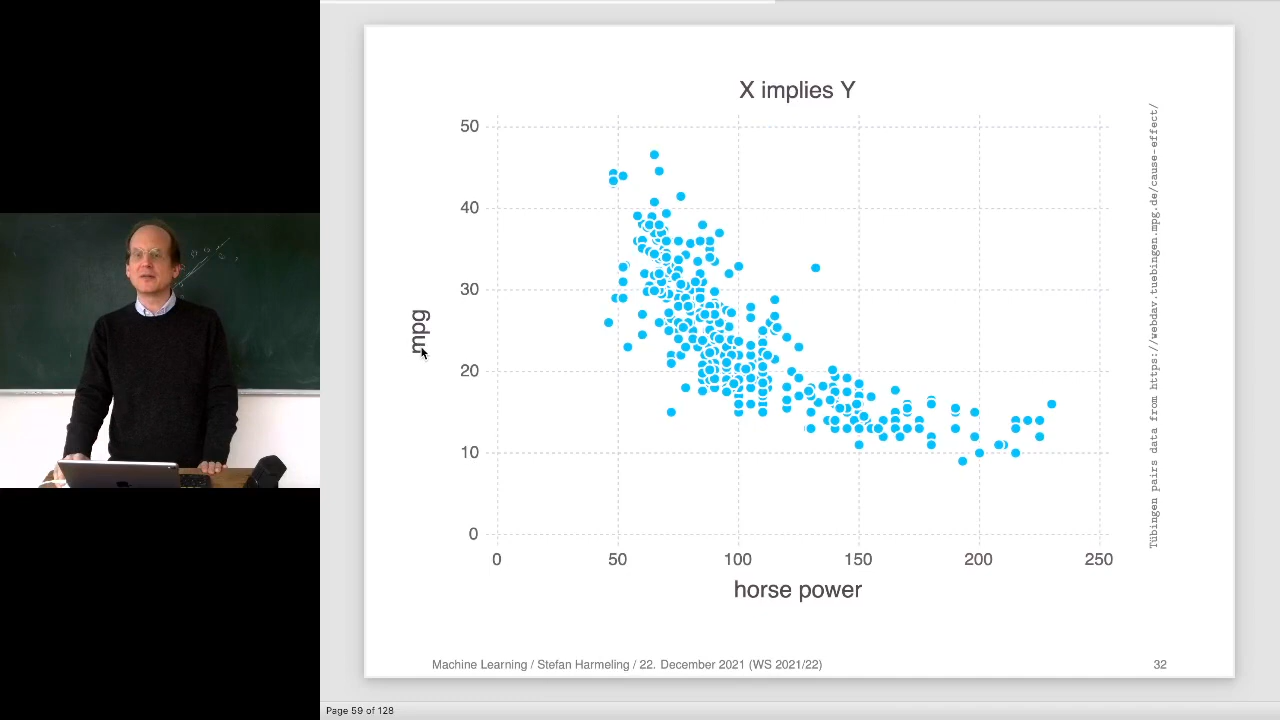 X implies Y
50
40
30
20
10
0
mpg
0 50 100 150 200 250
horse power
Tübingen pairs data from https://webdav.tuebingen.mpg.de/cause-effect/
Machine Learning / Stefan Harmeling / 22. December 2021 (WS 2021/22)
32
Page 59 of 128